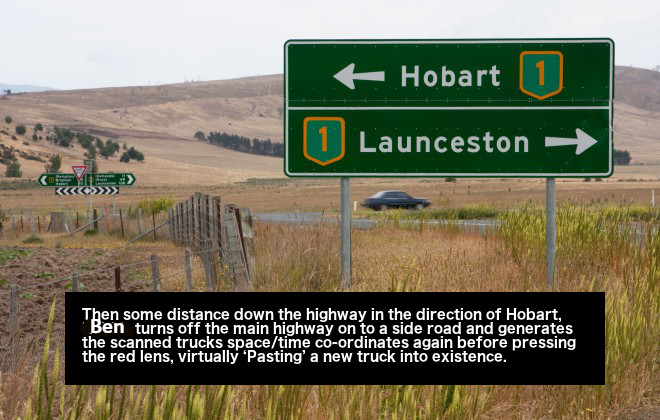 Hobart 1
1 Launceston
Then some distance down the highway in the direction of Hobart,
Ben turns off the main highway on to a side road and generates
the scanned trucks space/time co-ordinates again before pressing
the red lens, virtually ‘Pasting’ a new truck into existence.